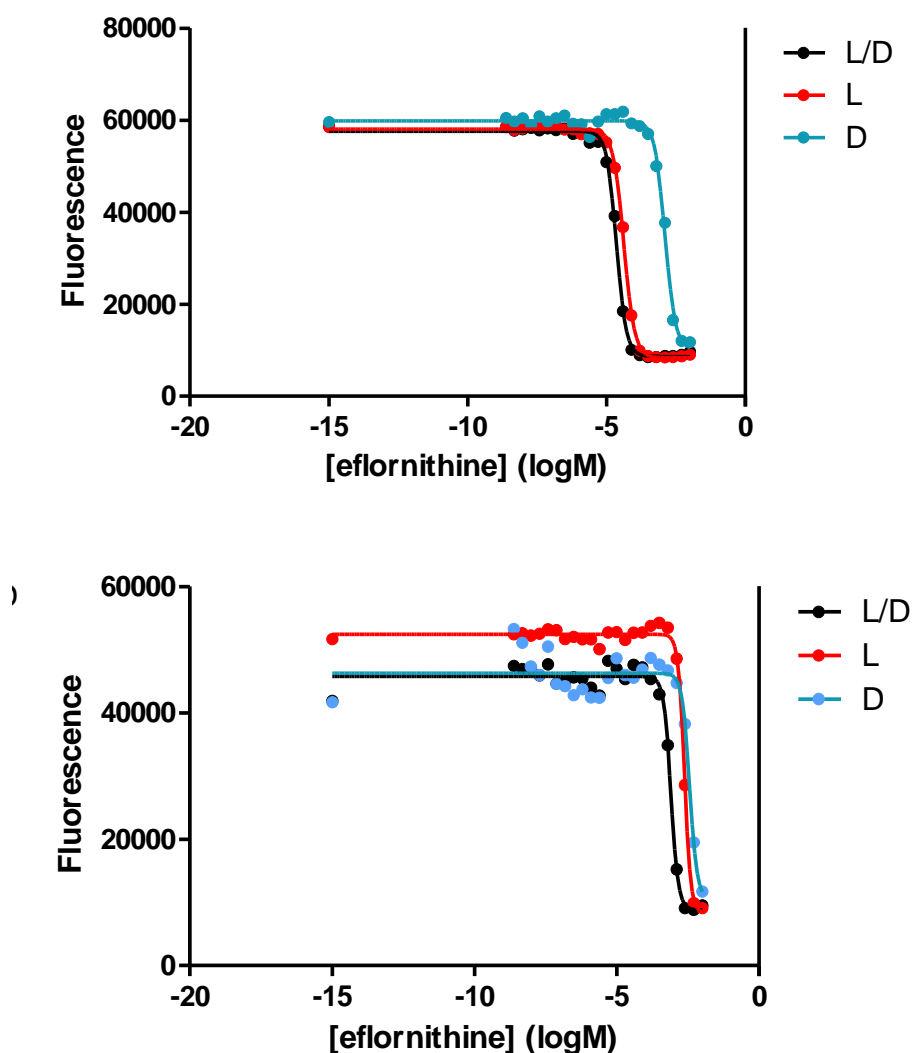 80000
60000
40000
20000
0
Fluorescence
-20 -15 -10 -5 0
[eflornithine] (logM)
L/D
L
D
60000
40000
20000
0
Fluorescence
-20 -15 -10 -5 0
[eflornithine] (logM)
L/D
L
D